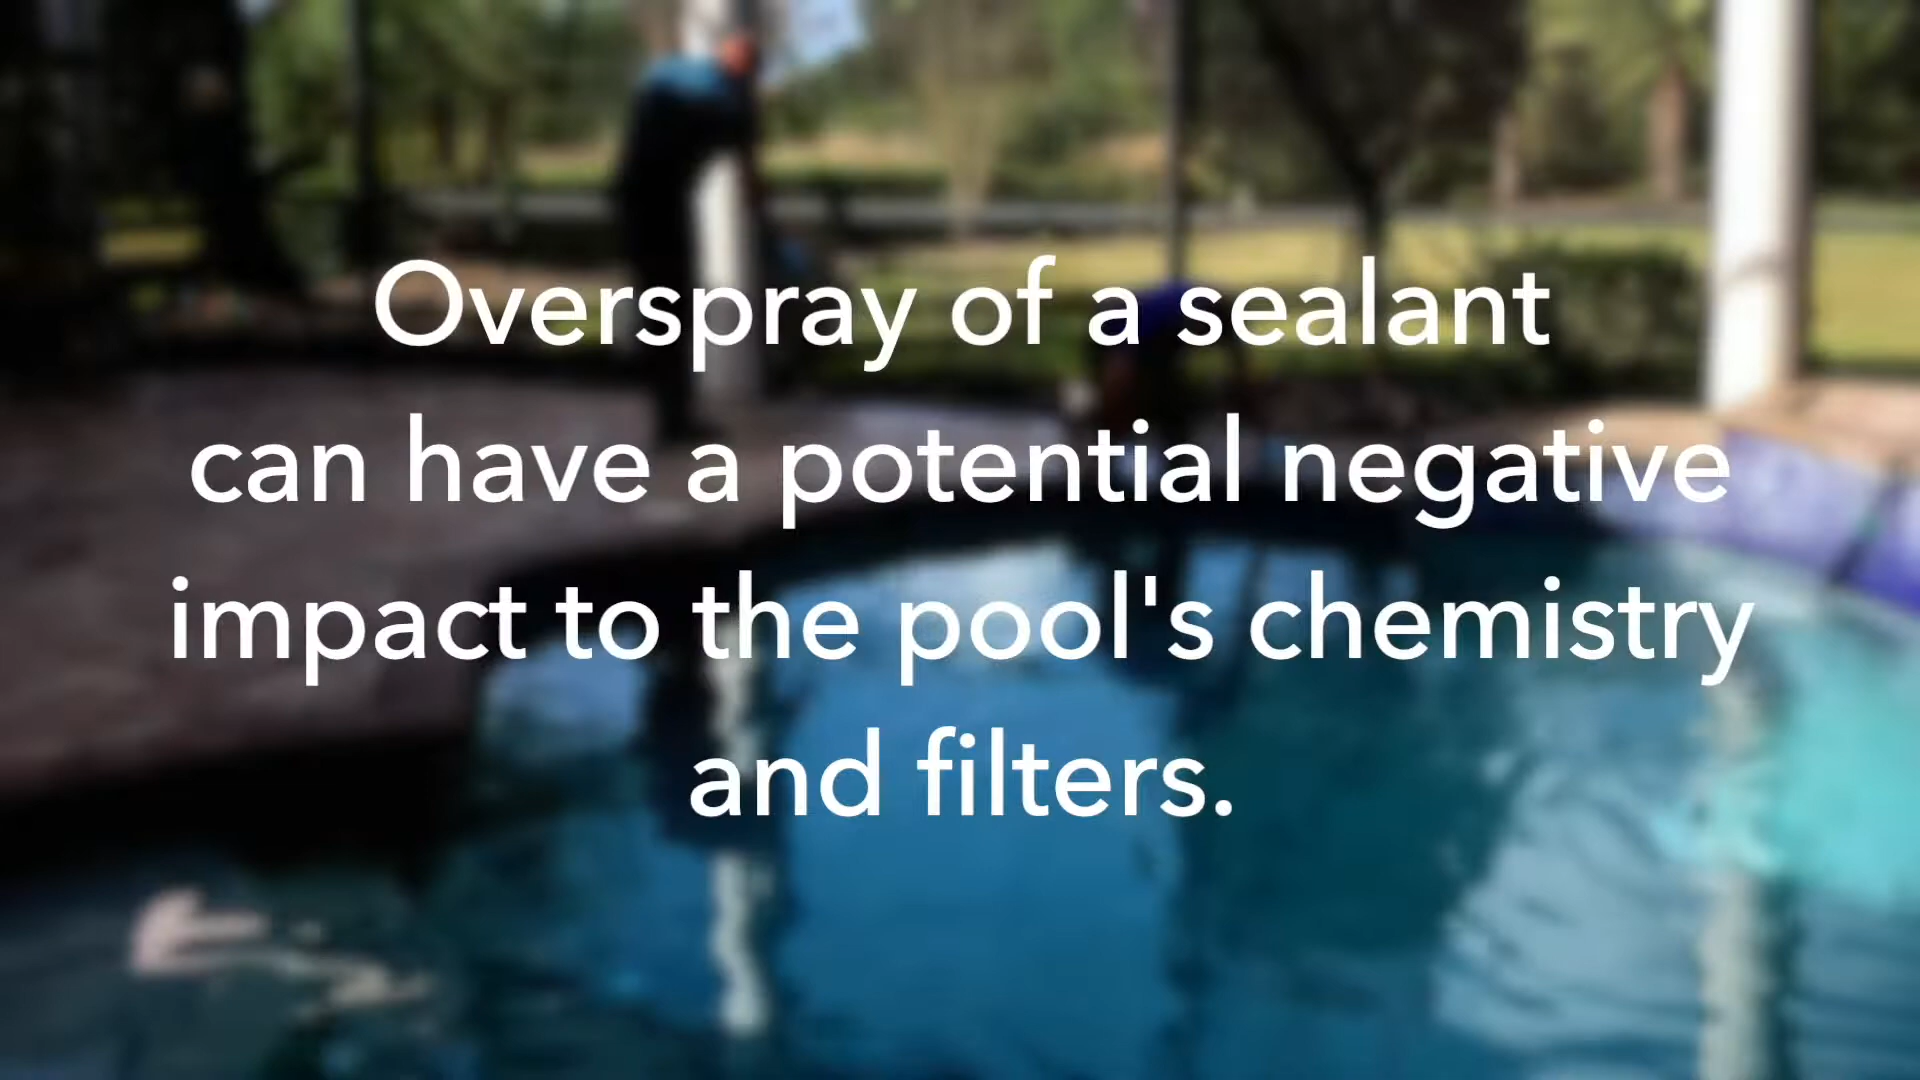 Overspray of a sealant
can have a potential negative
impact to the pool's chemistry
and filters.